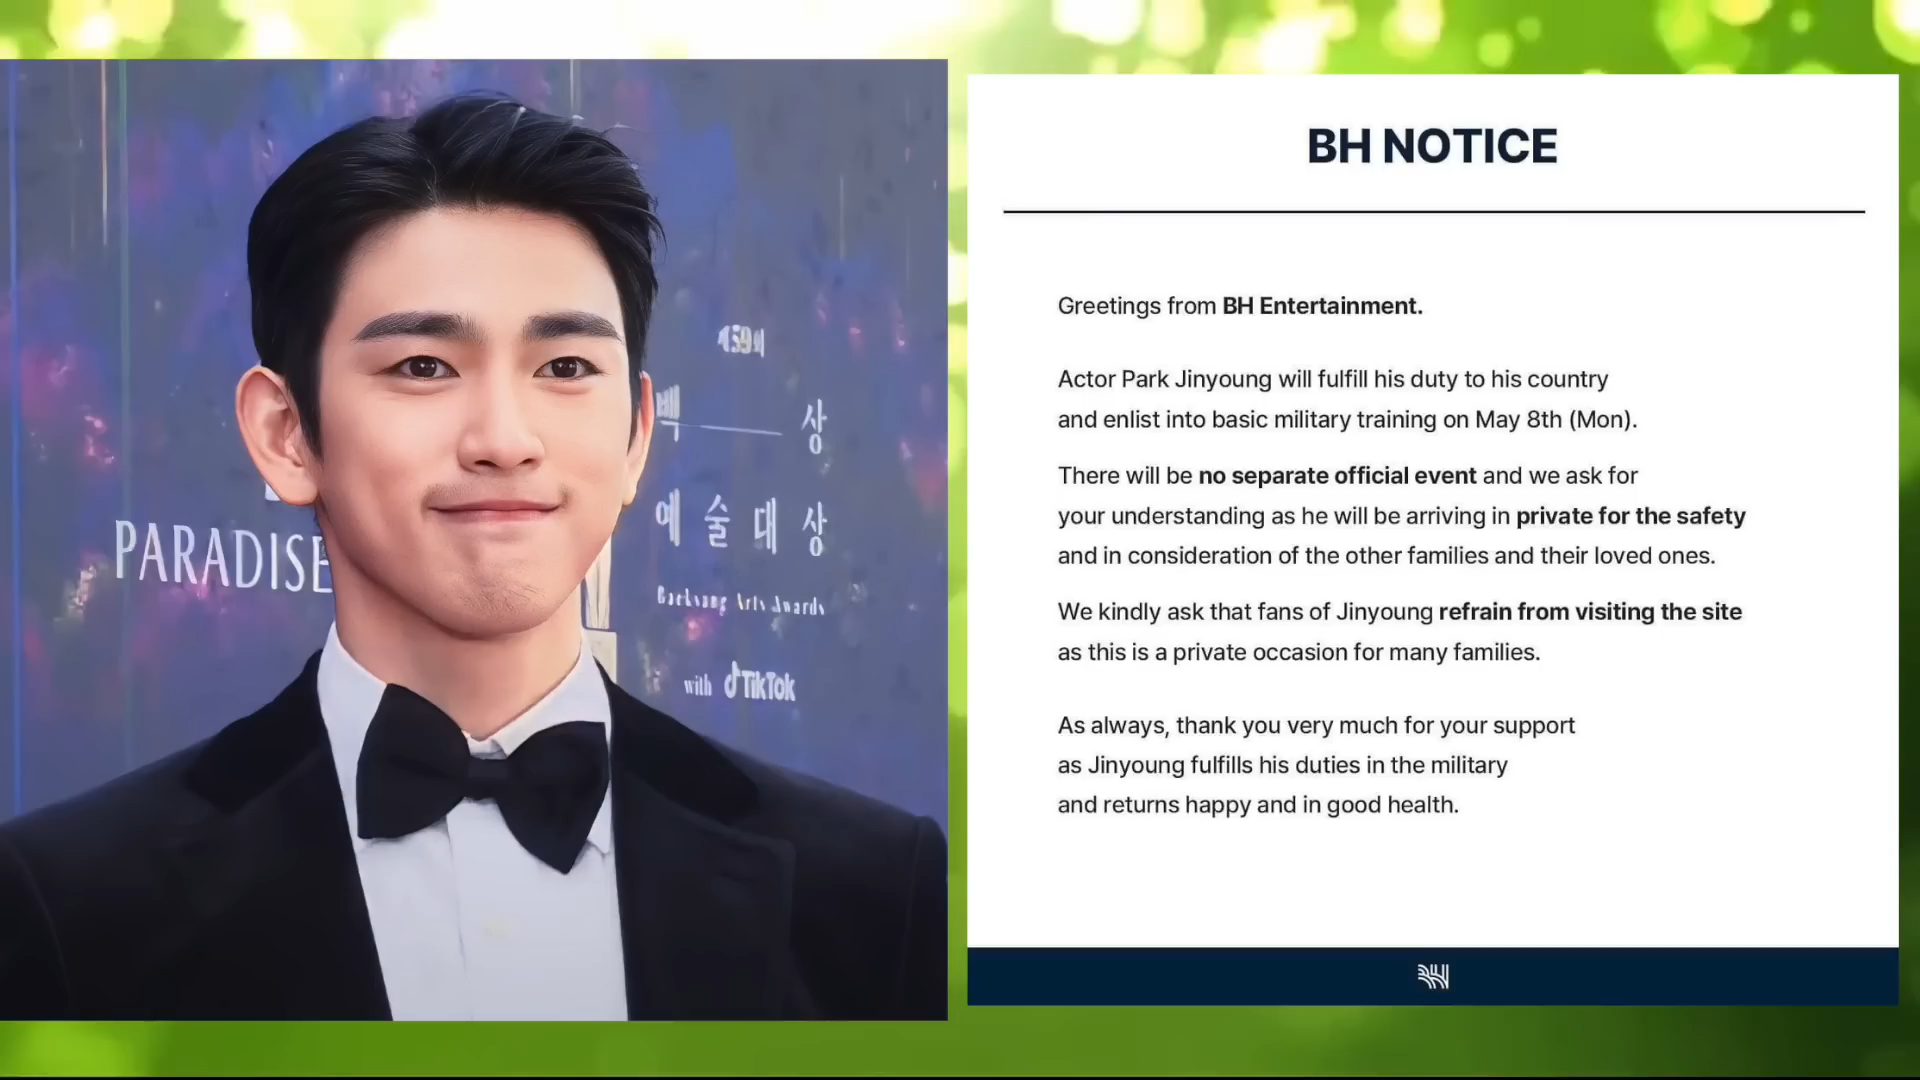 PARADISE
백 상
예 술 대 상
Baeksang Arts Awards
with TikTok
BH NOTICE
Greetings from BH Entertainment.
Actor Park Jinyoung will fulfill his duty to his country
and enlist into basic military training on May 8th (Mon).
There will be no separate official event and we ask for
your understanding as he will be arriving in private for the safety
and in consideration of the other families and their loved ones.
We kindly ask that fans of Jinyoung refrain from visiting the site
as this is a private occasion for many families.
As always, thank you very much for your support
as Jinyoung fulfills his duties in the military
and returns happy and in good health.
BH